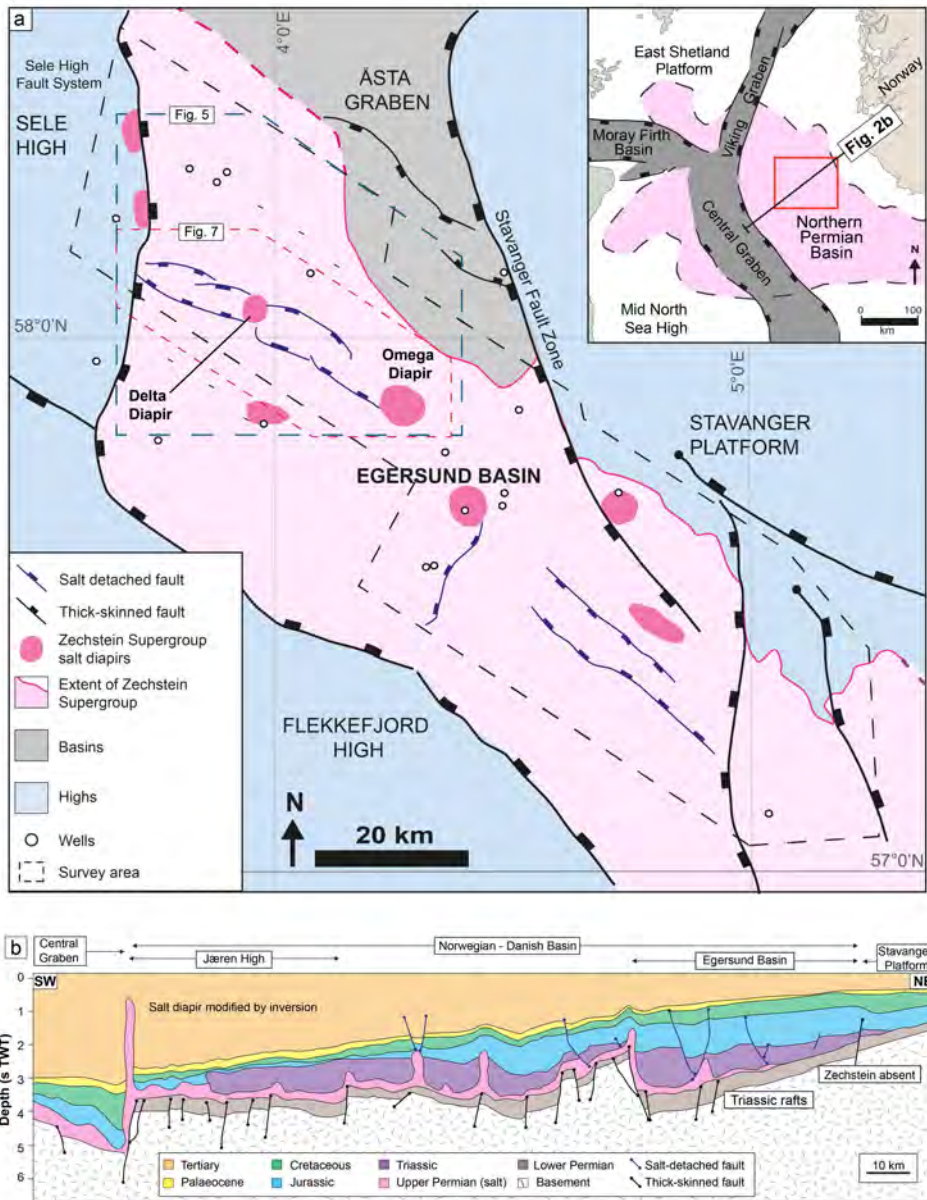 a
Sele High
Fault System
SELE
HIGH
Fig. 5
4°0'E
ÅSTA
GRABEN
Fig. 7
58°0'N
Delta
Diapir
Omega
Diapir
Stavanger Fault Zone
EGERSUND BASIN
5°0'E
STAVANGER
PLATFORM
FLEKKEFJORD
HIGH
N
20 km
57°0'N
East Shetland
Platform
Norway
Moray Firth
Basin
Viking
Graben
Fig. 2b
Central Graben
Northern
Permian
Basin
N
Mid North
Sea High
0
100
km
Salt detached fault
Thick-skinned fault
Zechstein Supergroup
salt diapirs
Extent of Zechstein
Supergroup
Basins
Highs
Wells
Survey area
b
Central
Graben
Jæren High
Norwegian - Danish Basin
Egersund Basin
Stavanger
Platform
SW
NE
Salt diapir modified by inversion
Depth (s TWT)
0
1
2
3
4
5
6
Zechstein absent
Triassic rafts
Tertiary
Cretaceous
Triassic
Lower Permian
Salt-detached fault
Palaeocene
Jurassic
Upper Permian (salt)
Basement
Thick-skinned fault
10 km